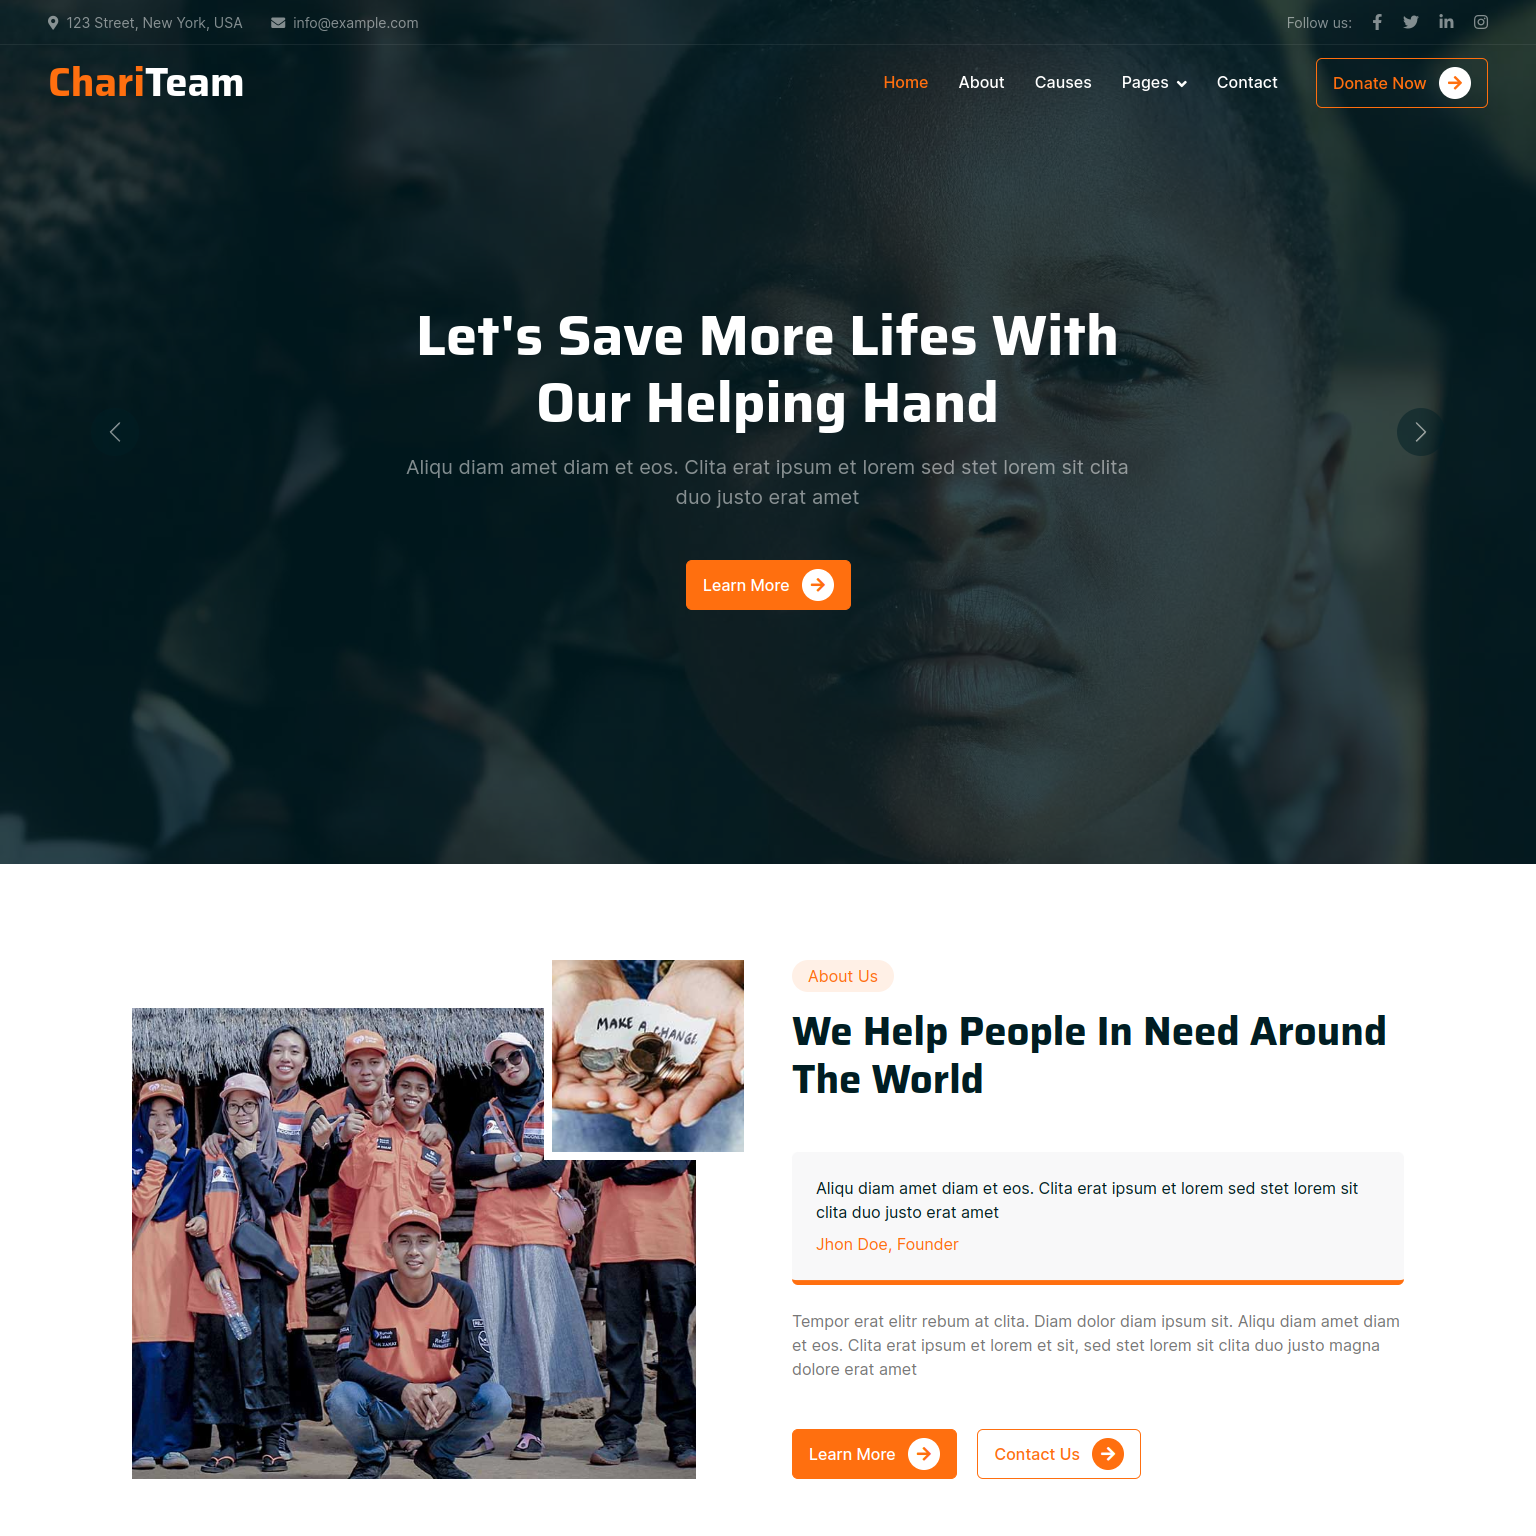 123 Street, New York, USA info@example.com Follow us:
ChariTeam Home About Causes Pages Contact Donate Now
Let's Save More Lifes With
Our Helping Hand
Aliqu diam amet diam et eos. Clita erat ipsum et lorem sed stet lorem sit clita
duo justo erat amet
Learn More
MAKE A CHANGE
About Us
We Help People In Need Around
The World
Aliqu diam amet diam et eos. Clita erat ipsum et lorem sed stet lorem sit
clita duo justo erat amet
Jhon Doe, Founder
Tempor erat elitr rebum at clita. Diam dolor diam ipsum sit. Aliqu diam amet diam
et eos. Clita erat ipsum et lorem et sit, sed stet lorem sit clita duo justo magna
dolore erat amet
Learn More Contact Us